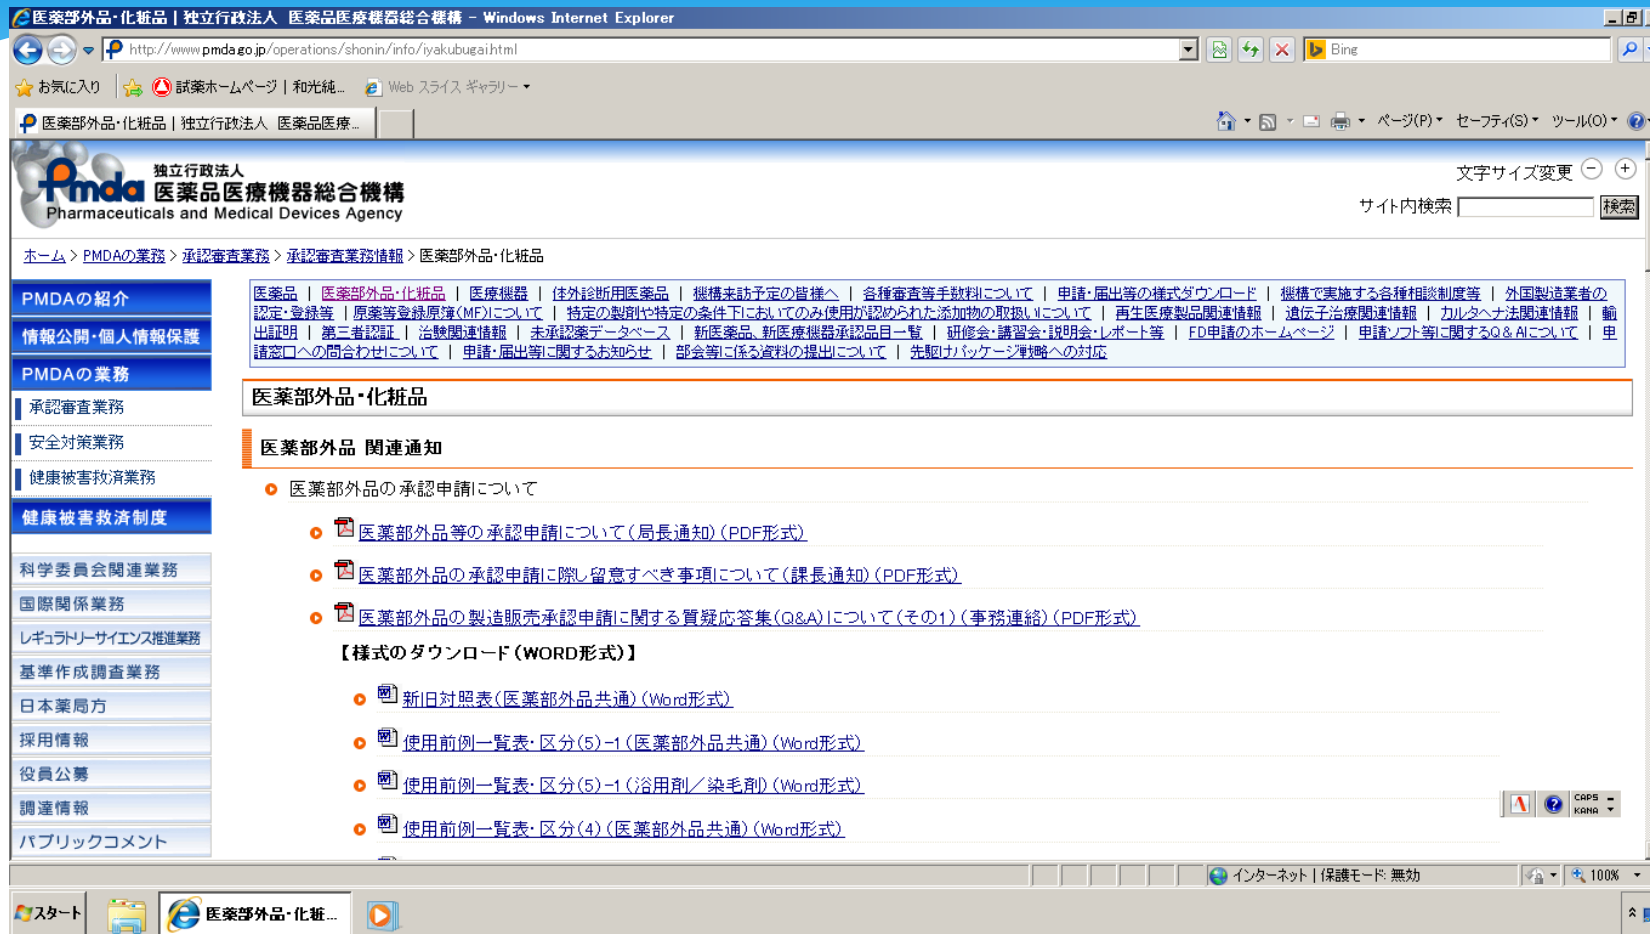 医薬部外品・化粧品 | 独立行政法人　医薬品医療機器総合機構 - Windows Internet Explorer
http://www.pmda.go.jp/operations/shonin/info/iyakubugai.html
Bing
お気に入り
試薬ホームページ | 和光純...
Web スライス ギャラリー
医薬部外品・化粧品 | 独立行政法人　医薬品医療...
ページ(P)
セーフティ(S)
ツール(O)
Pmda
独立行政法人
医薬品医療機器総合機構
Pharmaceuticals and Medical Devices Agency
文字サイズ変更
サイト内検索
検索
ホーム > PMDAの業務 > 承認審査業務 > 承認審査業務情報 > 医薬部外品・化粧品
PMDAの紹介
情報公開・個人情報保護
PMDAの業務
承認審査業務
安全対策業務
健康被害救済業務
健康被害救済制度
科学委員会関連業務
国際関係業務
レギュラトリーサイエンス推進業務
基準作成調査業務
日本薬局方
採用情報
役員公募
調達情報
パブリックコメント
医薬品 | 医薬部外品・化粧品 | 医療機器 | 体外診断用医薬品 | 機構来訪予定の皆様へ | 各種審査等手数料について | 申請・届出等の様式ダウンロード | 機構で実施する各種相談制度等 | 外国製造業者の
認定・登録等 | 原薬等登録原簿(MF)について | 特定の製剤や特定の条件下においてのみ使用が認められた添加物の取扱いについて | 再生医療製品関連情報 | 遺伝子治療関連情報 | カルタヘナ法関連情報 | 輸
出証明 | 第三者認証 | 治験関連情報 | 未承認薬データベース | 新医薬品、新医療機器承認品目一覧 | 研修会・講習会・説明会・レポート等 | FD申請のホームページ | 申請ソフト等に関するQ&Aについて | 申
請窓口への問合わせについて | 申請・届出等に関するお知らせ | 部会等に係る資料の提出について | 先駆けパッケージ戦略への対応
医薬部外品・化粧品
医薬部外品 関連通知
医薬部外品の承認申請について
医薬部外品等の承認申請について(局長通知)(PDF形式)
医薬部外品の承認申請に際し留意すべき事項について(課長通知)(PDF形式)
医薬部外品の製造販売承認申請に関する質疑応答集(Q&A)について(その1)(事務連絡)(PDF形式)
【様式のダウンロード(WORD形式)】
新旧対照表(医薬部外品共通)(Word形式)
使用前例一覧表・区分(5)-1(医薬部外品共通)(Word形式)
使用前例一覧表・区分(5)-1(浴用剤／染毛剤)(Word形式)
使用前例一覧表・区分(4)(医薬部外品共通)(Word形式)
A
CAPS
KANA
インターネット | 保護モード: 無効
100%
スタート
医薬部外品・化粧...